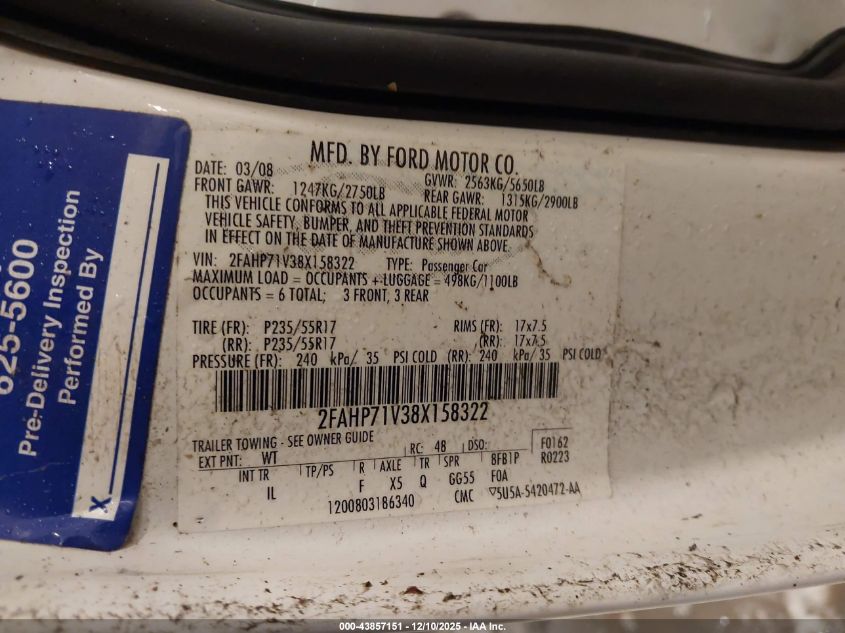 625-5600
Pre-Delivery Inspection
Performed By
X
MFD. BY FORD MOTOR CO.
DATE: 03/08 GVWR: 2563KG/5650LB
FRONT GAWR: 1247KG/2750LB REAR GAWR: 1315KG/2900LB
THIS VEHICLE CONFORMS TO ALL APPLICABLE FEDERAL MOTOR
VEHICLE SAFETY, BUMPER, AND THEFT PREVENTION STANDARDS
IN EFFECT ON THE DATE OF MANUFACTURE SHOWN ABOVE.
VIN: 2FAHP71V38X158322 TYPE: Passenger Car
MAXIMUM LOAD = OCCUPANTS + LUGGAGE = 498KG/1100LB
OCCUPANTS = 6 TOTAL; 3 FRONT, 3 REAR
TIRE (FR): P235/55R17 RIMS (FR): 17x7.5
(RR): P235/55R17 (RR): 17x7.5
PRESSURE (FR): 240 kPa/ 35 PSI COLD (RR): 240 kPa/ 35 PSI COLD
2FAHP71V38X158322
TRAILER TOWING - SEE OWNER GUIDE RC: 48 DSO: F0162
EXT PNT: WT R0223
INT TR TP/PS R AXLE TR SPR 8FB1P
IL F X5 Q GG55 F0A
1200803186340 CMC 5U5A-5420472-AA
000-43857151 - 12/10/2025 - IAA Inc.